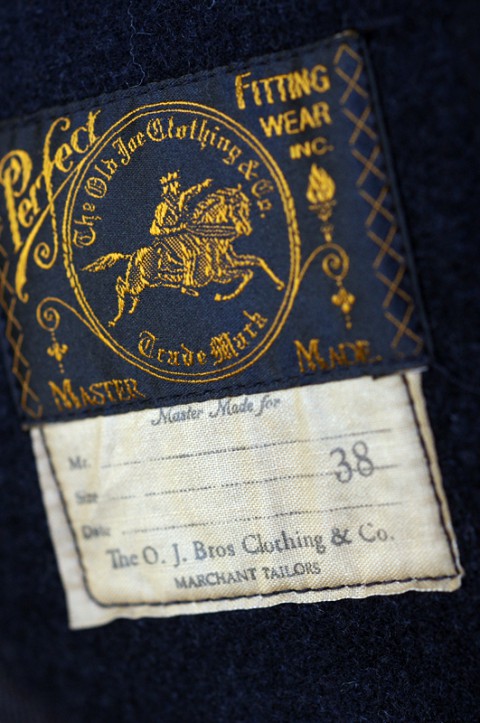 Perfect
FITTING
WEAR
INC.
The Old Joe Clothing & Co.
Trade Mark
MASTER MADE
Master Made for
Mr.
Size 38
Date
The O. J. Bros Clothing & Co.
MARCHANT TAILORS